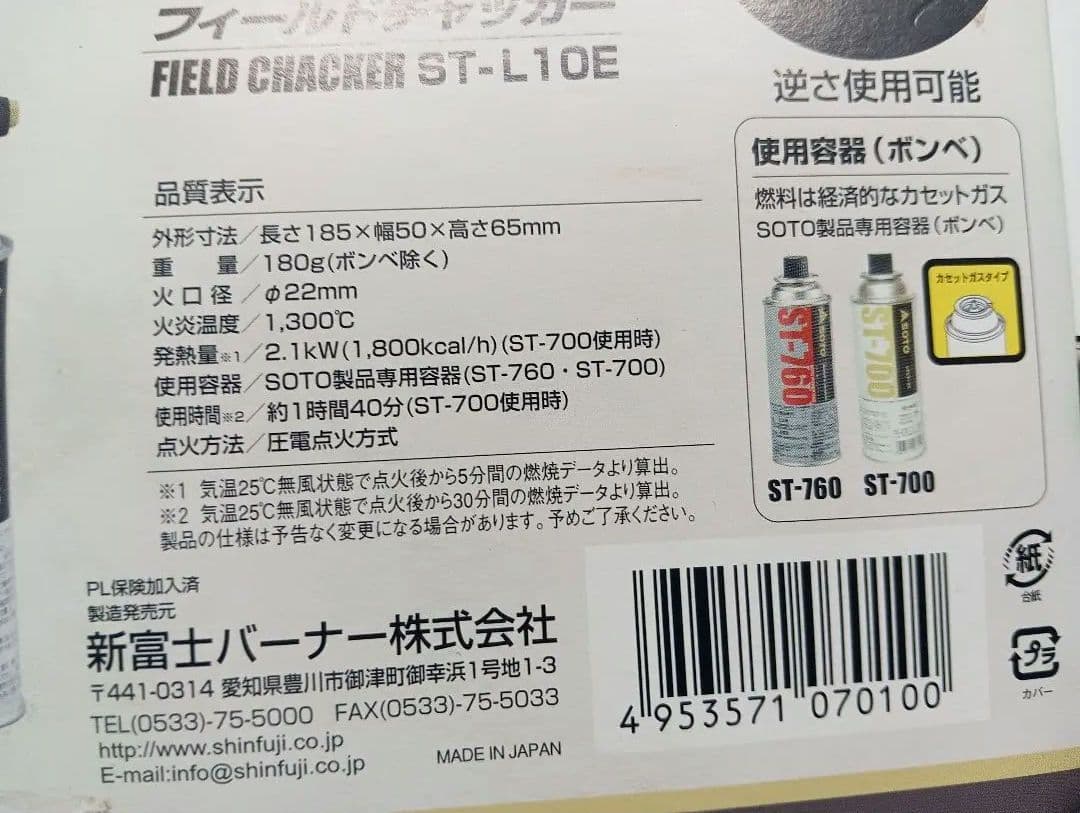 フィールドチャッカー
FIELD CHACKER ST-L10E
品質表示
外形寸法／長さ185×幅50×高さ65mm
重　　量／180g(ボンベ除く)
火 口 径／φ22mm
火炎温度／1,300℃
発熱量※1／2.1kW(1,800kcal/h)(ST-700使用時)
使用容器／SOTO製品専用容器(ST-760・ST-700)
使用時間※2／約1時間40分(ST-700使用時)
点火方法／圧電点火方式
※1 気温25℃無風状態で点火後から5分間の燃焼データより算出。
※2 気温25℃無風状態で点火後から30分間の燃焼データより算出。
製品の仕様は予告なく変更になる場合があります。予めご了承ください。
PL保険加入済
製造発売元
新富士バーナー株式会社
〒441-0314 愛知県豊川市御津町御幸浜1号地1-3
TEL(0533)-75-5000 FAX(0533)-75-5033
http://www.shinfuji.co.jp
E-mail:info@shinfuji.co.jp
MADE IN JAPAN
逆さ使用可能
使用容器（ボンベ）
燃料は経済的なカセットガス
SOTO製品専用容器（ボンベ）
カセットガスタイプ
ST-760
SOTO
ST-700
SOTO
ST-760 ST-700
4 953571 070100
紙
台紙
プラ
カバー